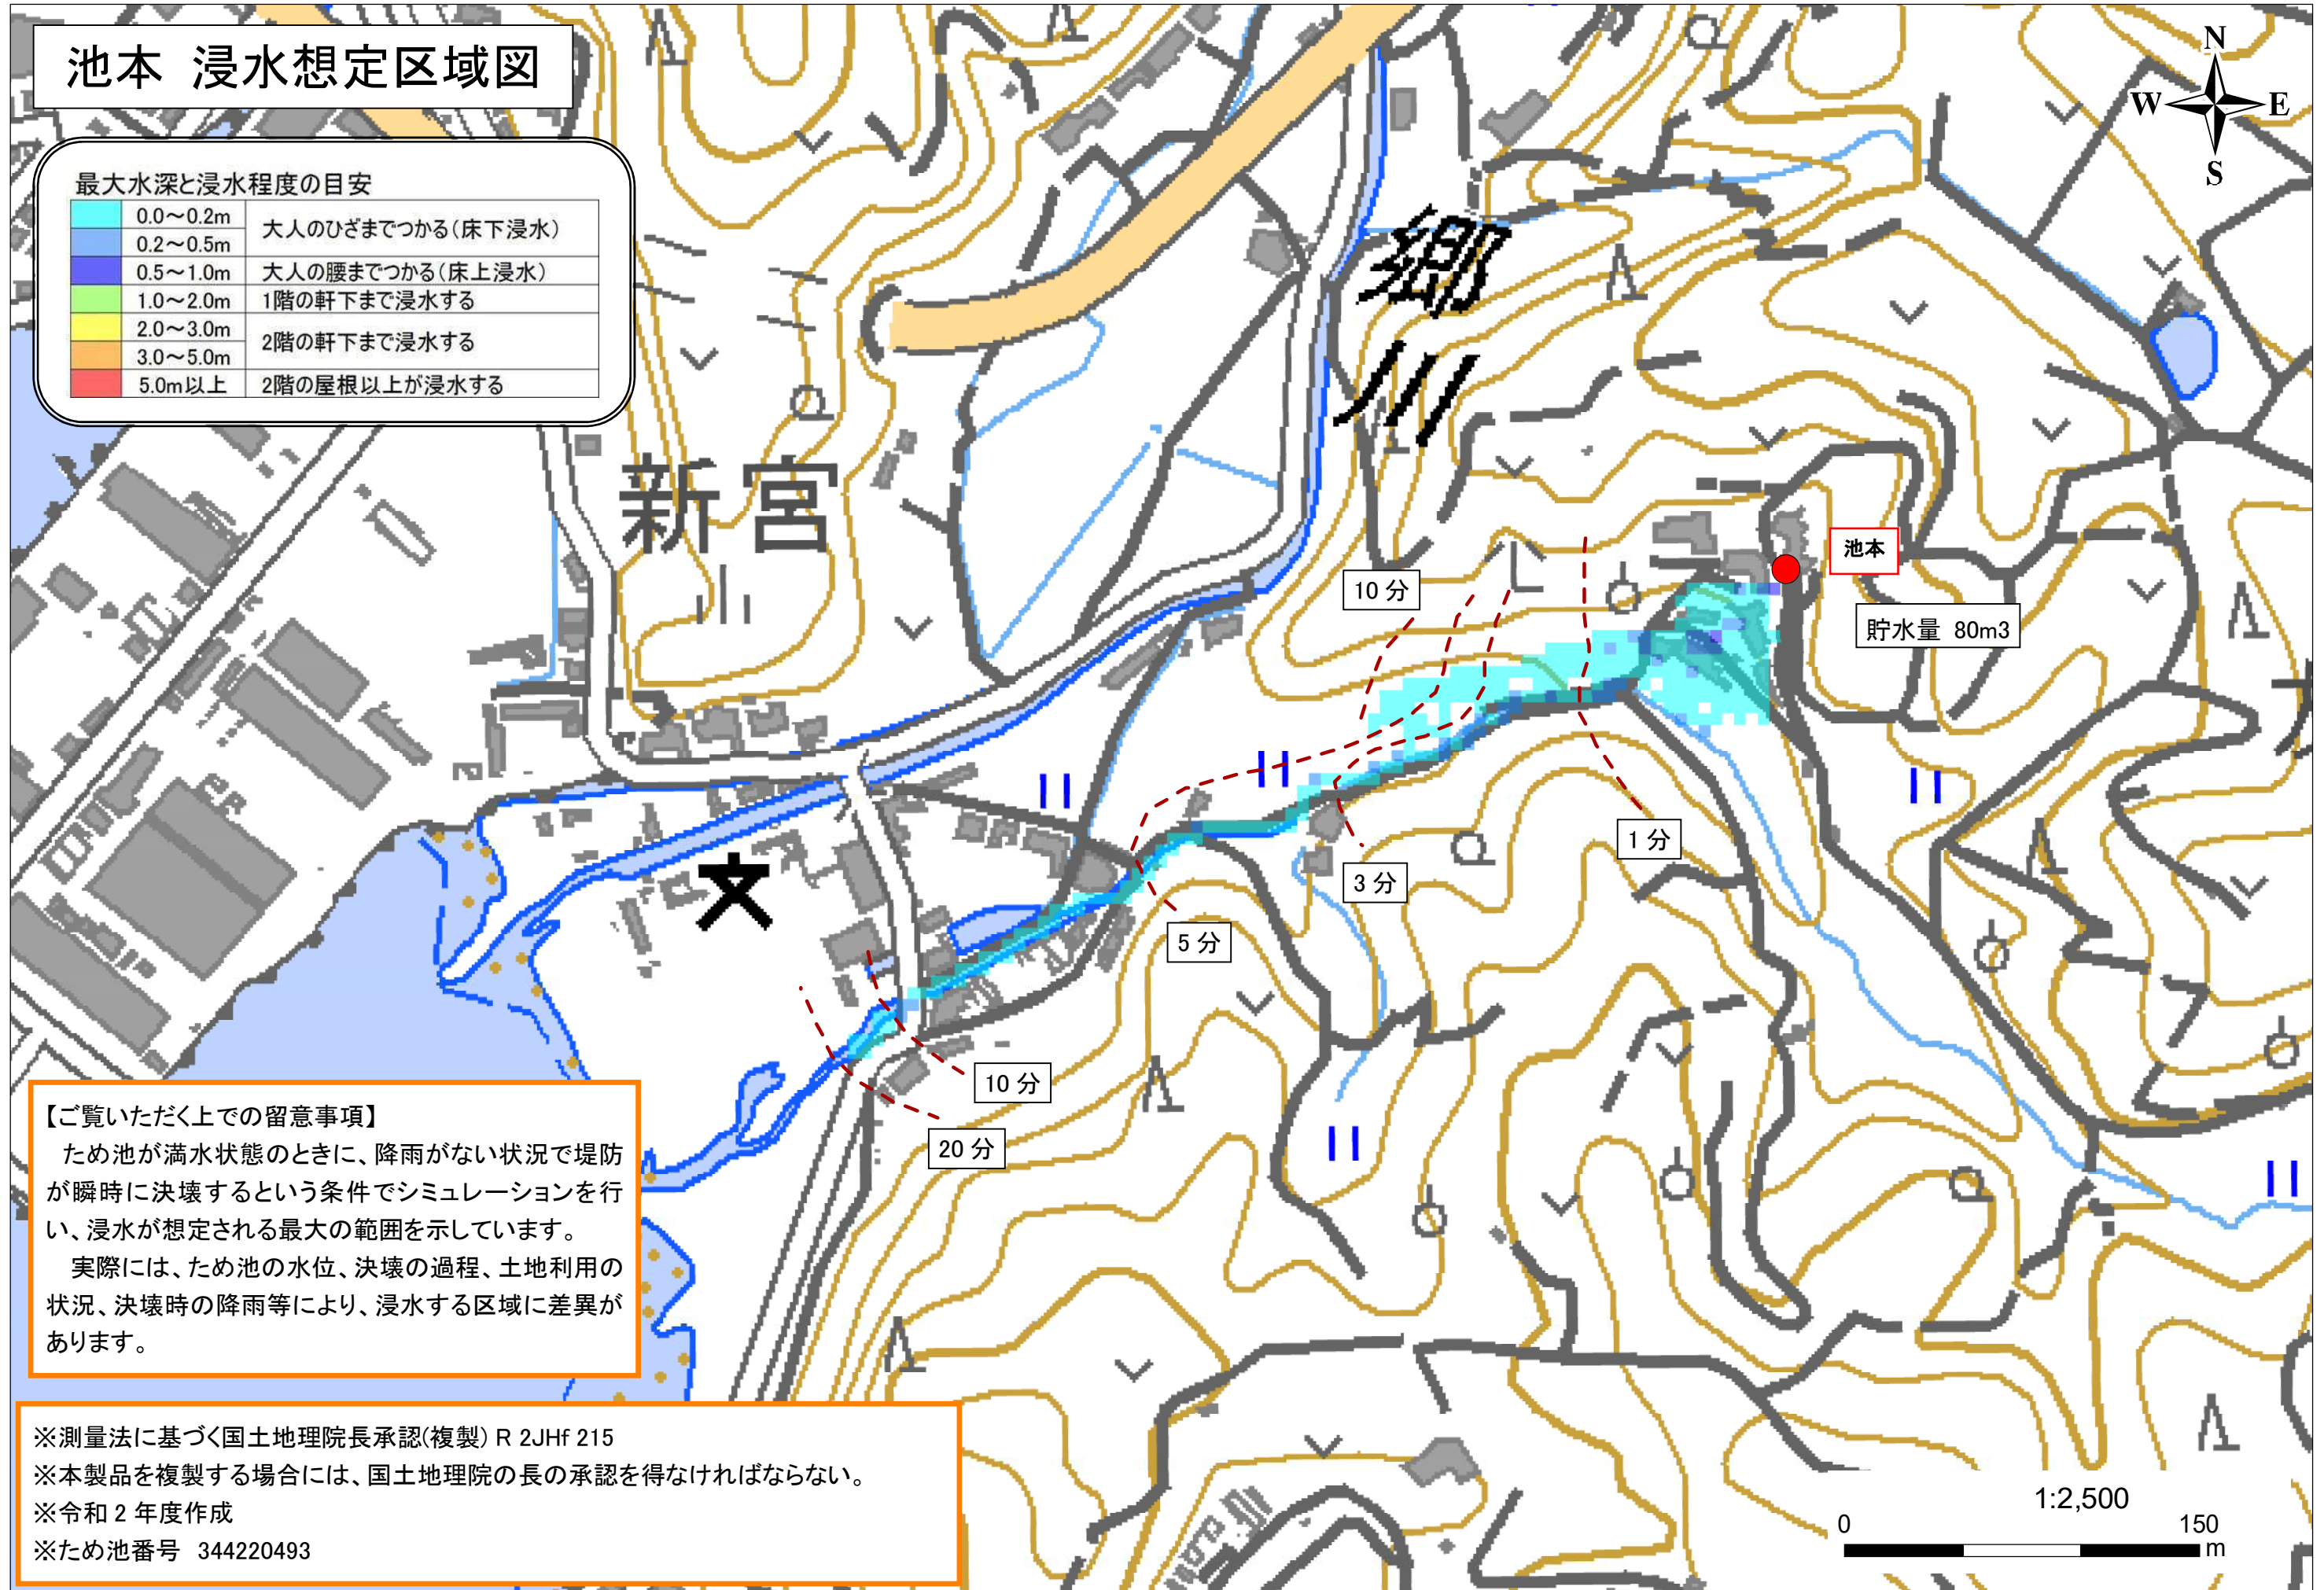 池本 浸水想定区域図
N
W E
S
最大水深と浸水程度の目安
0.0～0.2m 大人のひざまでつかる(床下浸水)
0.2～0.5m
0.5～1.0m 大人の腰までつかる(床上浸水)
1.0～2.0m 1階の軒下まで浸水する
2.0～3.0m 2階の軒下まで浸水する
3.0～5.0m
5.0m以上 2階の屋根以上が浸水する
郷川
新宮
池本
10 分
貯水量 80m3
1 分
3 分
5 分
10 分
20 分
【ご覧いただく上での留意事項】
ため池が満水状態のときに、降雨がない状況で堤防
が瞬時に決壊するという条件でシミュレーションを行
い、浸水が想定される最大の範囲を示しています。
実際には、ため池の水位、決壊の過程、土地利用の
状況、決壊時の降雨等により、浸水する区域に差異が
あります。
※測量法に基づく国土地理院長承認(複製) R 2JHf 215
※本製品を複製する場合には、国土地理院の長の承認を得なければならない。
※令和 2 年度作成
※ため池番号 344220493
1:2,500
0 150
m